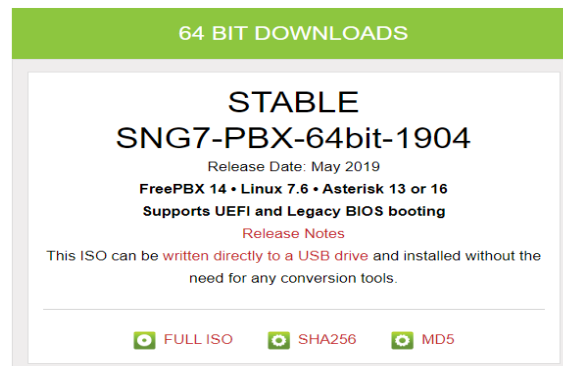 64 BIT DOWNLOADS
STABLE
SNG7-PBX-64bit-1904
Release Date: May 2019
FreePBX 14 • Linux 7.6 • Asterisk 13 or 16
Supports UEFI and Legacy BIOS booting
Release Notes
This ISO can be written directly to a USB drive and installed without the
need for any conversion tools.
FULL ISO SHA256 MD5